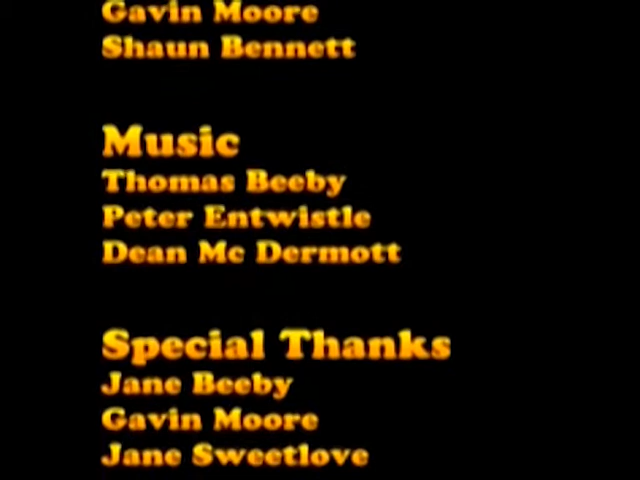 Gavin Moore
Shaun Bennett
Music
Thomas Beeby
Peter Entwistle
Dean Mc Dermott
Special Thanks
Jane Beeby
Gavin Moore
Jane Sweetlove